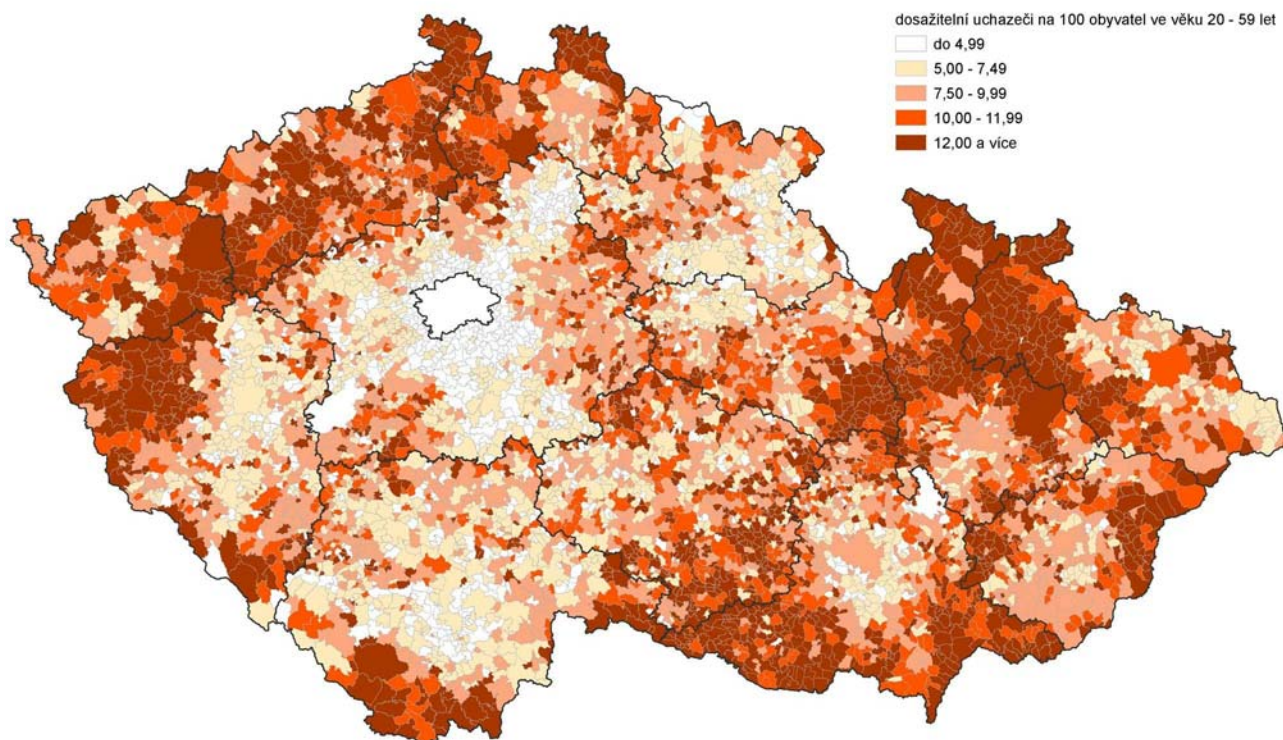 dosažitelní uchazeči na 100 obyvatel ve věku 20 - 59 let
do 4,99
5,00 - 7,49
7,50 - 9,99
10,00 - 11,99
12,00 a více